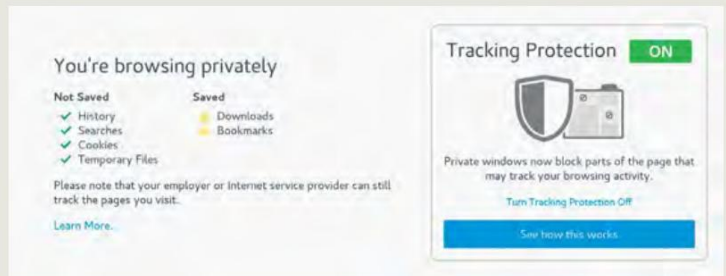 You're browsing privately
Not Saved
History
Searches
Cookies
Temporary Files
Saved
Downloads
Bookmarks
Please note that your employer or Internet service provider can still
track the pages you visit.
Learn More.
Tracking Protection ON
Private windows now block parts of the page that
may track your browsing activity.
Turn Tracking Protection Off
See how this works